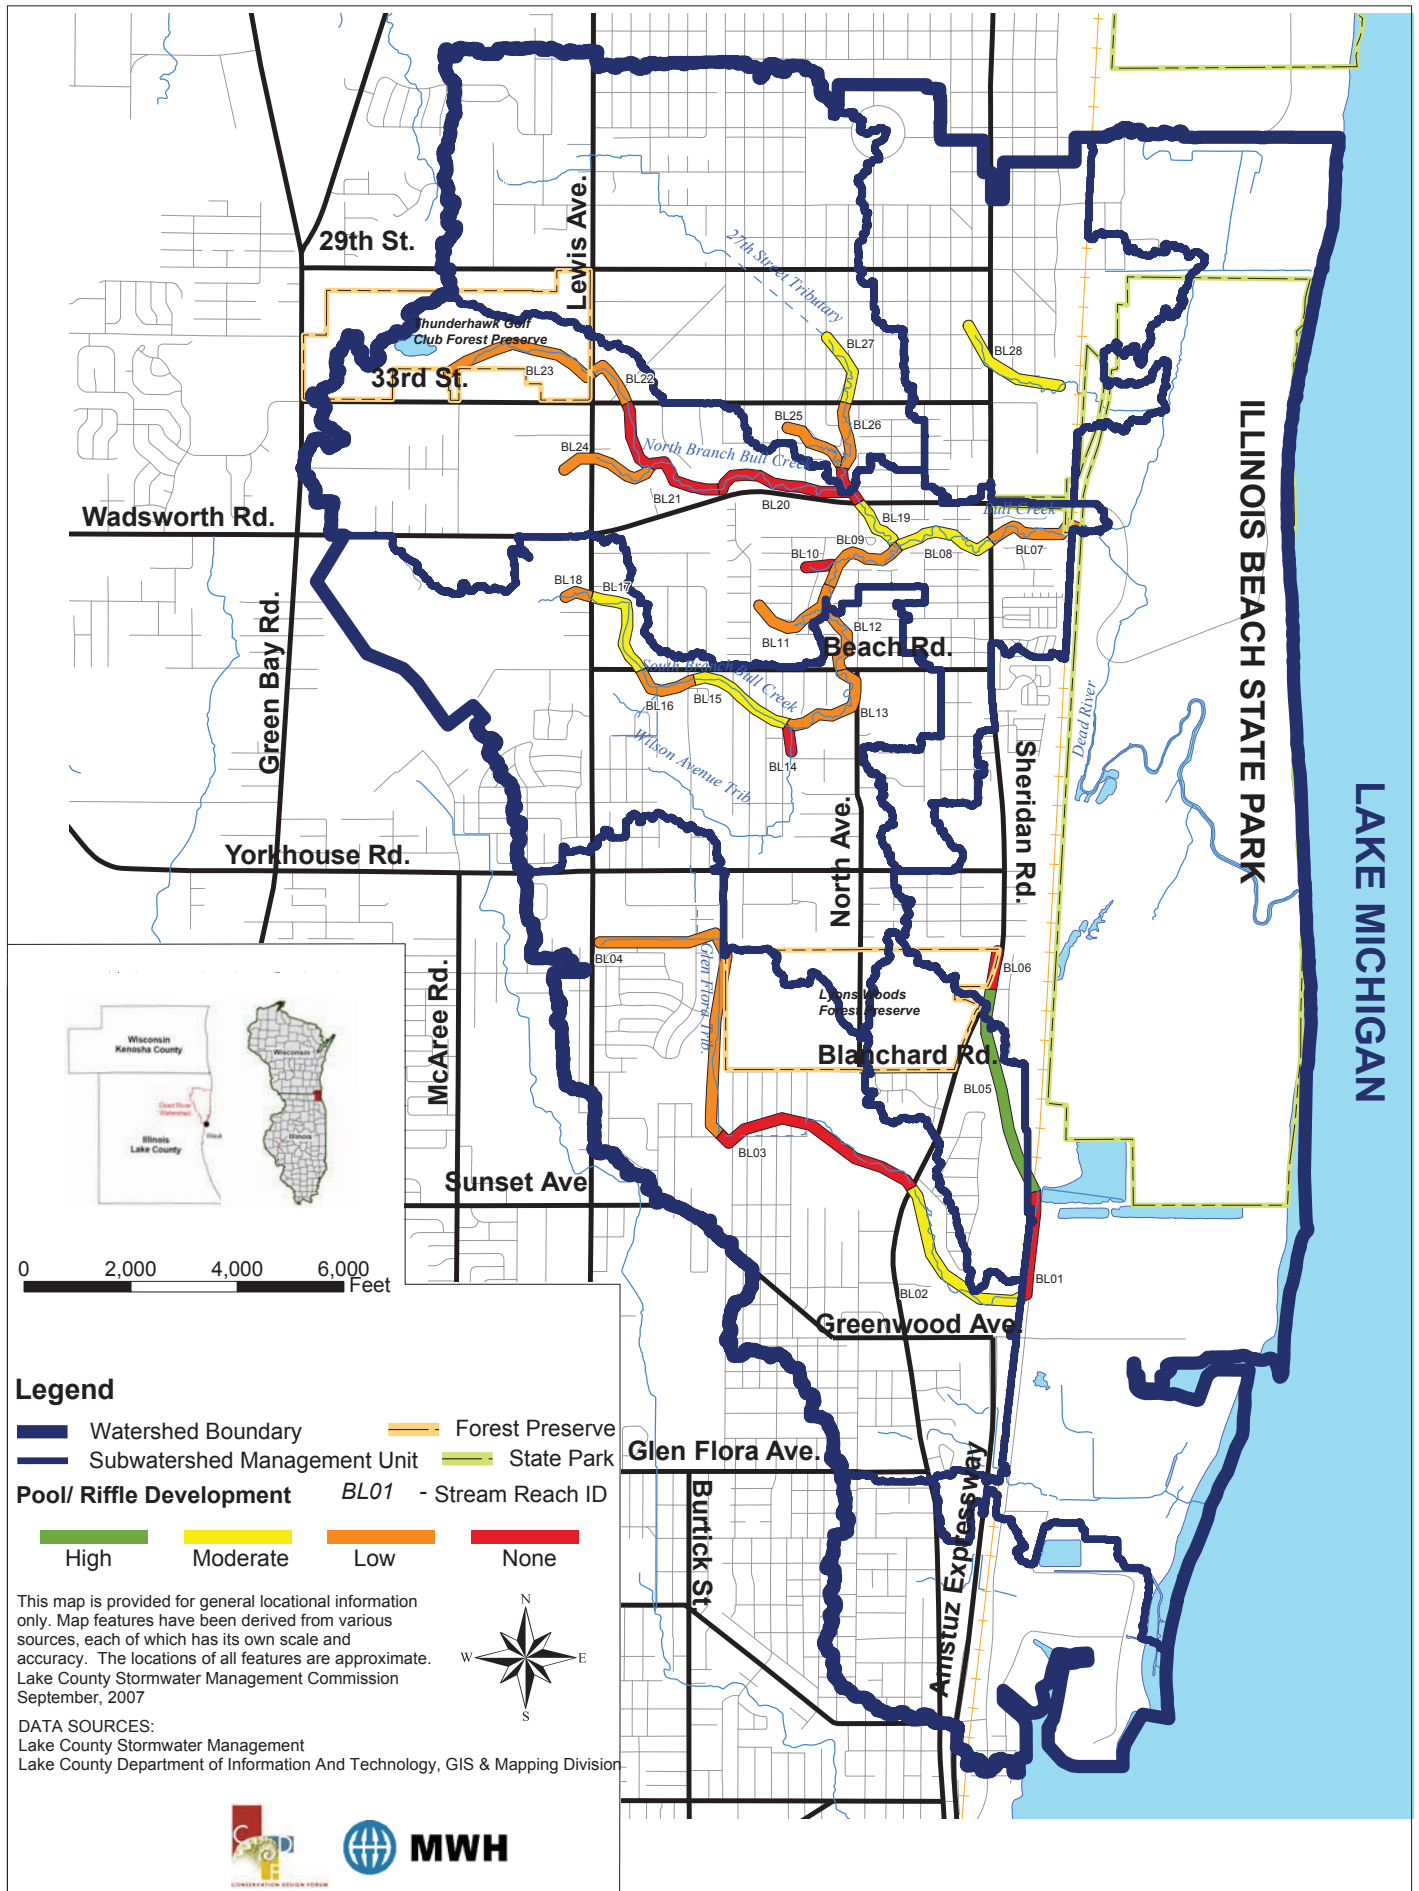 29th St.
Lewis Ave.
27th Street Tributary
Thunderhawk Golf
Club Forest Preserve
33rd St.
BL23
BL22
BL27
BL28
BL25
BL26
BL24
North Branch Bull Creek
BL21
BL20
BL19
Bull Creek
BL09
BL08
BL07
BL10
Wadsworth Rd.
BL18
BL17
BL11
BL12
Beach Rd.
South Branch Bull Creek
BL16
BL15
BL13
BL14
Wilson Avenue Trib.
Green Bay Rd.
Dead River
Sheridan Rd.
North Ave.
ILLINOIS BEACH STATE PARK
LAKE MICHIGAN
Yorkhouse Rd.
BL04
Glen Flora Trib.
McAree Rd.
BL06
Lyons Woods
Forest Preserve
Blanchard Rd.
BL05
BL03
Sunset Ave
BL01
BL02
Greenwood Ave.
Glen Flora Ave.
Burtick St.
Amstuz Expressway
Wisconsin
Kenosha County
Dead River
Watershed
Illinois
Lake County
Wisconsin
Illinois
0 2,000 4,000 6,000
Feet
Legend
Watershed Boundary
Forest Preserve
Subwatershed Management Unit
State Park
Pool/ Riffle Development
BL01 - Stream Reach ID
High Moderate Low None
This map is provided for general locational information
only. Map features have been derived from various
sources, each of which has its own scale and
accuracy. The locations of all features are approximate.
Lake County Stormwater Management Commission
September, 2007
N
W E
S
DATA SOURCES:
Lake County Stormwater Management
Lake County Department of Information And Technology, GIS & Mapping Division
CONSERVATION DESIGN FORUM
MWH